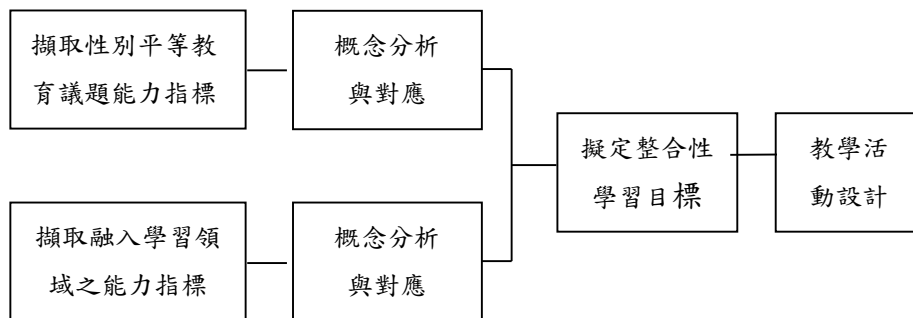 擷取性別平等教
育議題能力指標
概念分析
與對應
擷取融入學習領
域之能力指標
概念分析
與對應
擬定整合性
學習目標
教學活
動設計